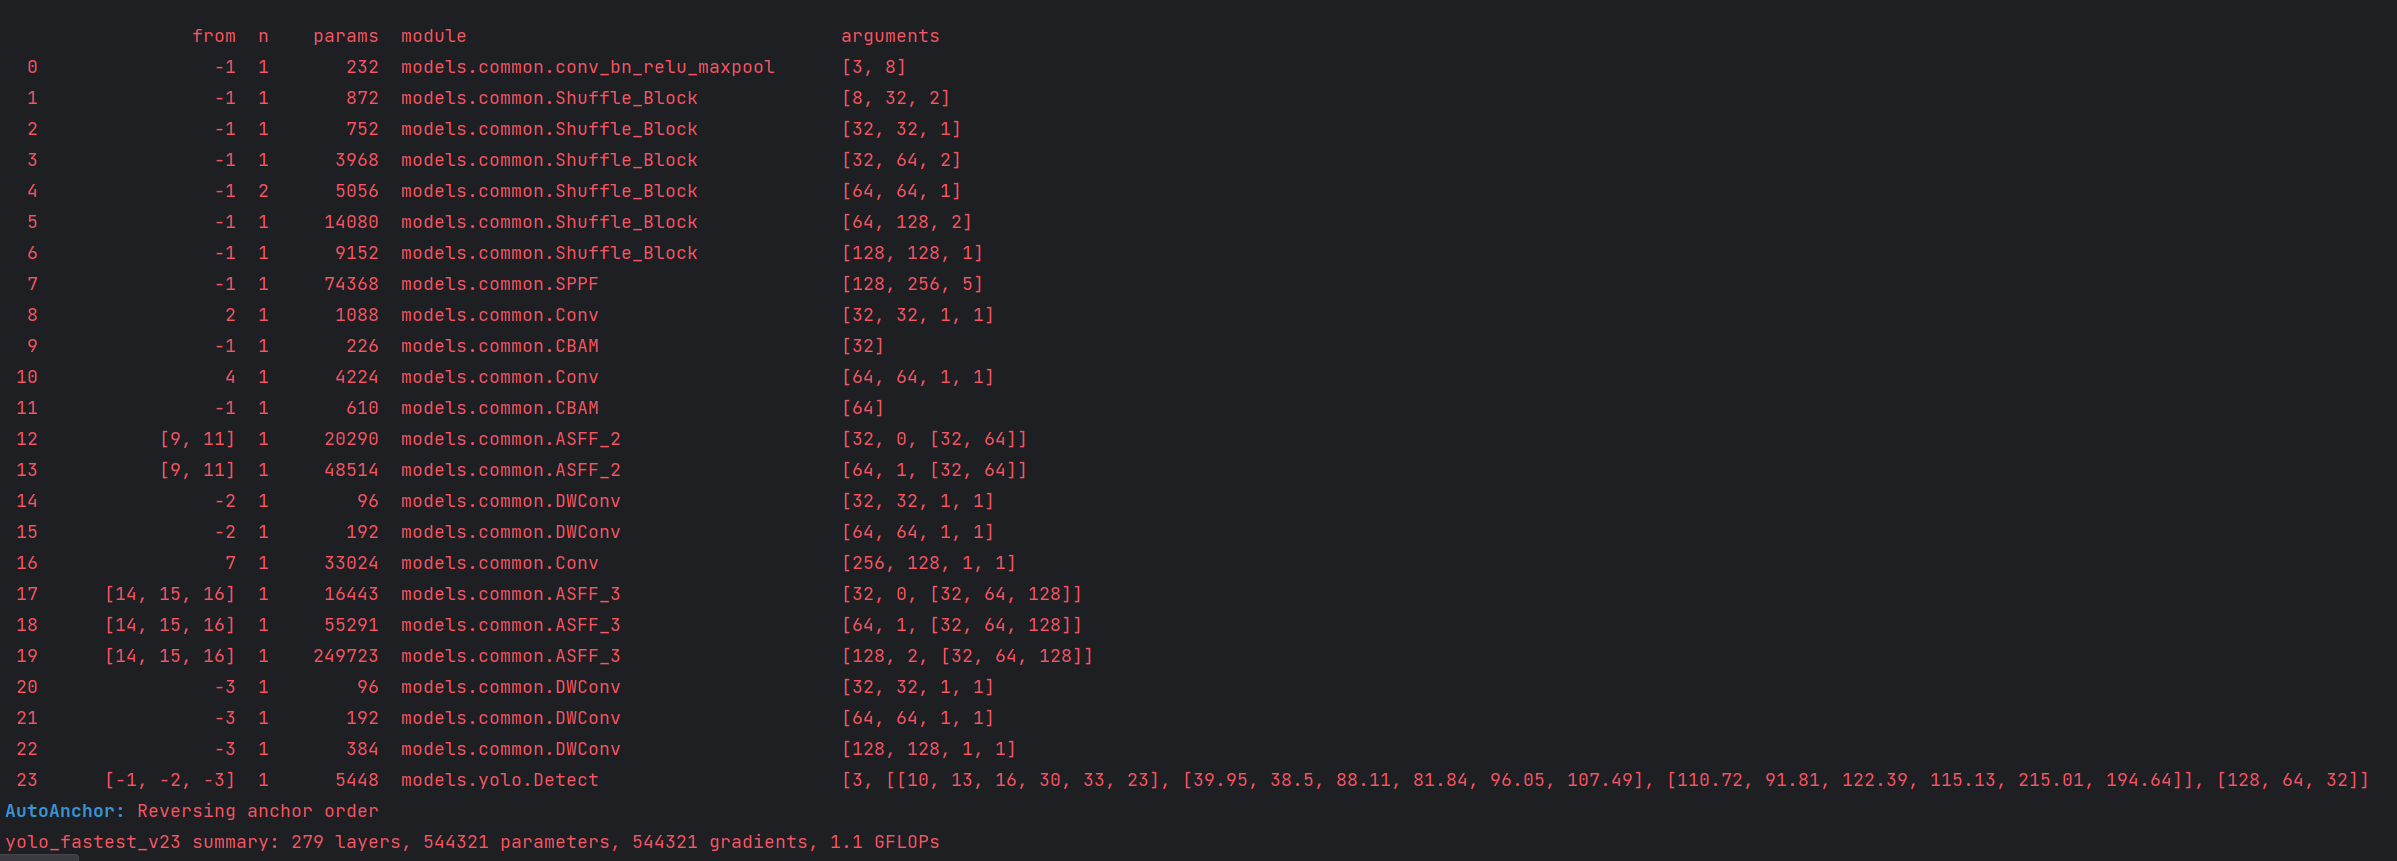 from n params module arguments
0 -1 1 232 models.common.conv_bn_relu_maxpool [3, 8]
1 -1 1 872 models.common.Shuffle_Block [8, 32, 2]
2 -1 1 752 models.common.Shuffle_Block [32, 32, 1]
3 -1 1 3968 models.common.Shuffle_Block [32, 64, 2]
4 -1 2 5056 models.common.Shuffle_Block [64, 64, 1]
5 -1 1 14080 models.common.Shuffle_Block [64, 128, 2]
6 -1 1 9152 models.common.Shuffle_Block [128, 128, 1]
7 -1 1 74368 models.common.SPPF [128, 256, 5]
8 2 1 1088 models.common.Conv [32, 32, 1, 1]
9 -1 1 226 models.common.CBAM [32]
10 4 1 4224 models.common.Conv [64, 64, 1, 1]
11 -1 1 610 models.common.CBAM [64]
12 [9, 11] 1 20290 models.common.ASFF_2 [32, 0, [32, 64]]
13 [9, 11] 1 48514 models.common.ASFF_2 [64, 1, [32, 64]]
14 -2 1 96 models.common.DWConv [32, 32, 1, 1]
15 -2 1 192 models.common.DWConv [64, 64, 1, 1]
16 7 1 33024 models.common.Conv [256, 128, 1, 1]
17 [14, 15, 16] 1 16443 models.common.ASFF_3 [32, 0, [32, 64, 128]]
18 [14, 15, 16] 1 55291 models.common.ASFF_3 [64, 1, [32, 64, 128]]
19 [14, 15, 16] 1 249723 models.common.ASFF_3 [128, 2, [32, 64, 128]]
20 -3 1 96 models.common.DWConv [32, 32, 1, 1]
21 -3 1 192 models.common.DWConv [64, 64, 1, 1]
22 -3 1 384 models.common.DWConv [128, 128, 1, 1]
23 [-1, -2, -3] 1 5448 models.yolo.Detect [3, [[10, 13, 16, 30, 33, 23], [39.95, 38.5, 88.11, 81.84, 96.05, 107.49], [110.72, 91.81, 122.39, 115.13, 215.01, 194.64]], [128, 64, 32]]
AutoAnchor: Reversing anchor order
yolo_fastest_v23 summary: 279 layers, 544321 parameters, 544321 gradients, 1.1 GFLOPs